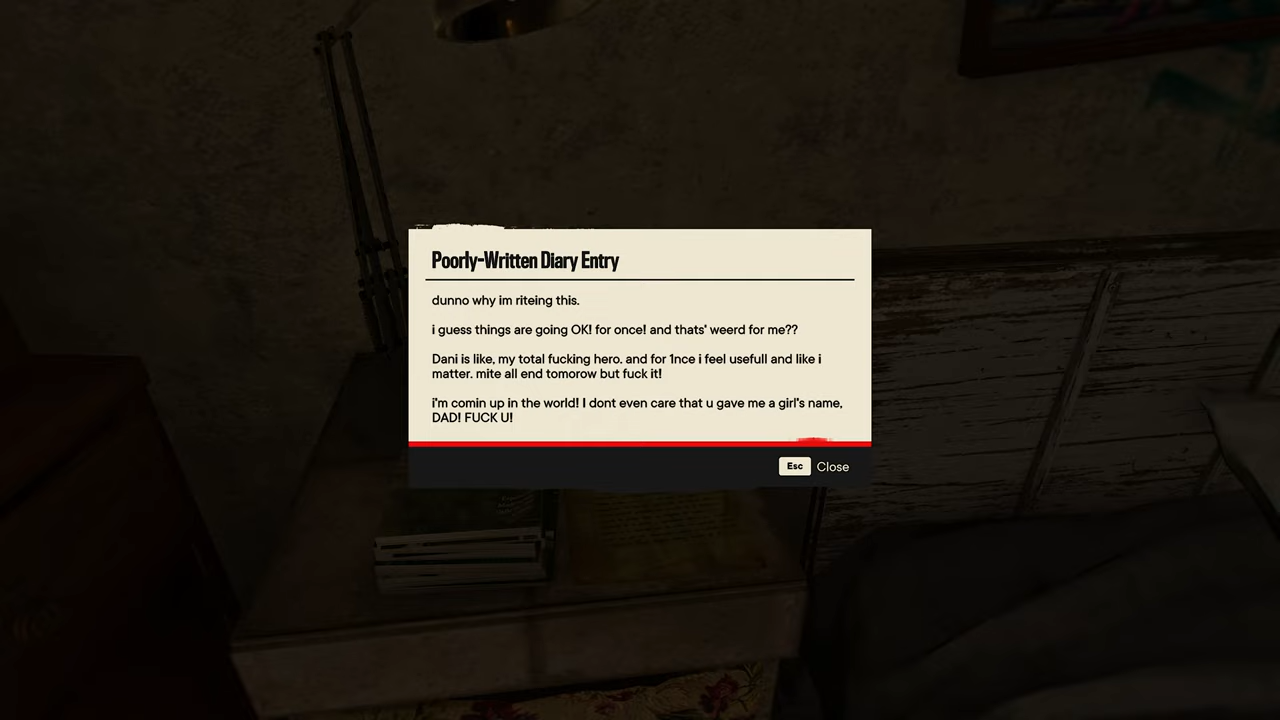 Poorly-Written Diary Entry
dunno why im riteing this.
i guess things are going OK! for once! and thats' weerd for me??
Dani is like, my total fucking hero. and for 1nce i feel usefull and like i
matter. mite all end tomorow but fuck it!
i'm comin up in the world! I dont even care that u gave me a girl's name,
DAD! FUCK U!
Esc Close